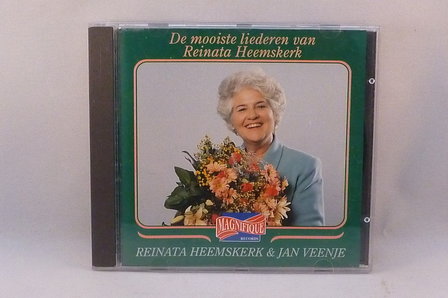 De mooiste liederen van
Reinata Heemskerk
MAGNIFIQUE
RECORDS
REINATA HEEMSKERK & JAN VEENJE